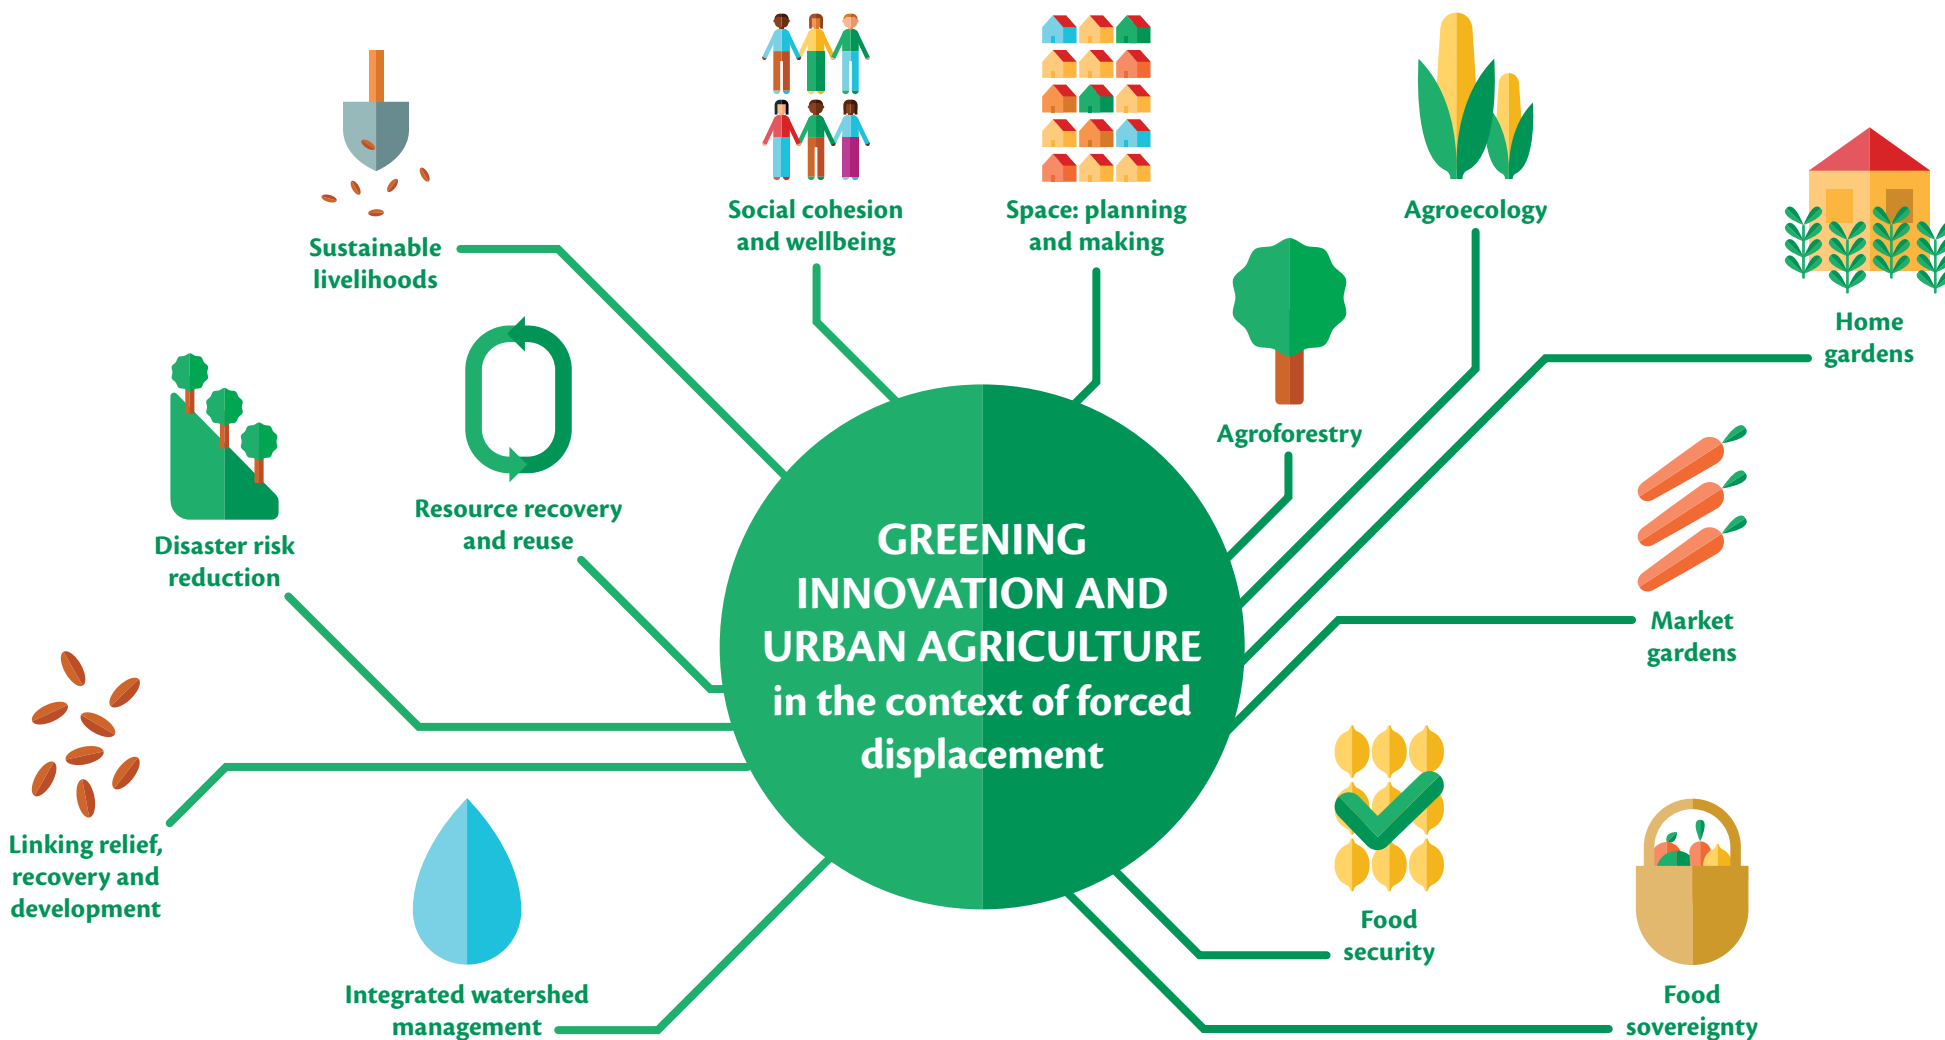 Social cohesion
and wellbeing
Space: planning
and making
Agroecology
Sustainable
livelihoods
Home
gardens
Agroforestry
Resource recovery
and reuse
Disaster risk
reduction
GREENING
INNOVATION AND
URBAN AGRICULTURE
in the context of forced
displacement
Market
gardens
Linking relief,
recovery and
development
Food
security
Integrated watershed
management
Food
sovereignty